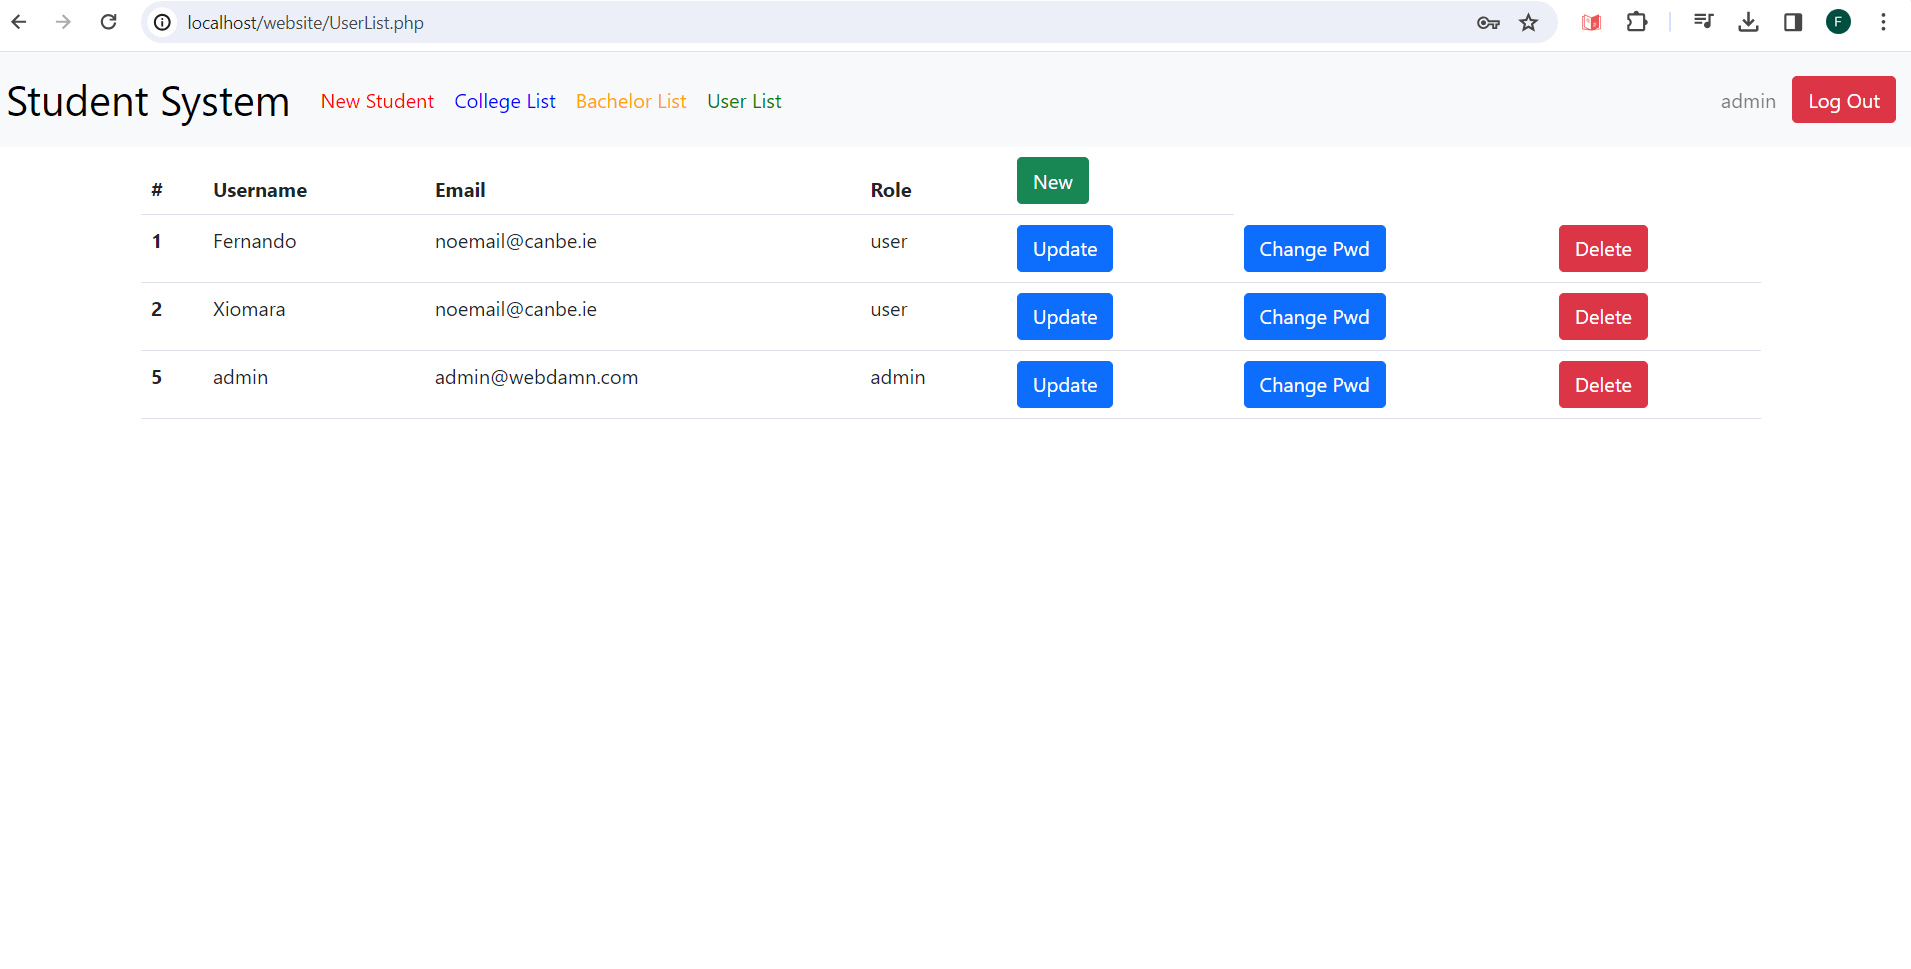 localhost/website/UserList.php
F
Student System New Student College List Bachelor List User List admin Log Out
# Username Email Role New
1 Fernando noemail@canbe.ie user Update Change Pwd Delete
2 Xiomara noemail@canbe.ie user Update Change Pwd Delete
5 admin admin@webdamn.com admin Update Change Pwd Delete